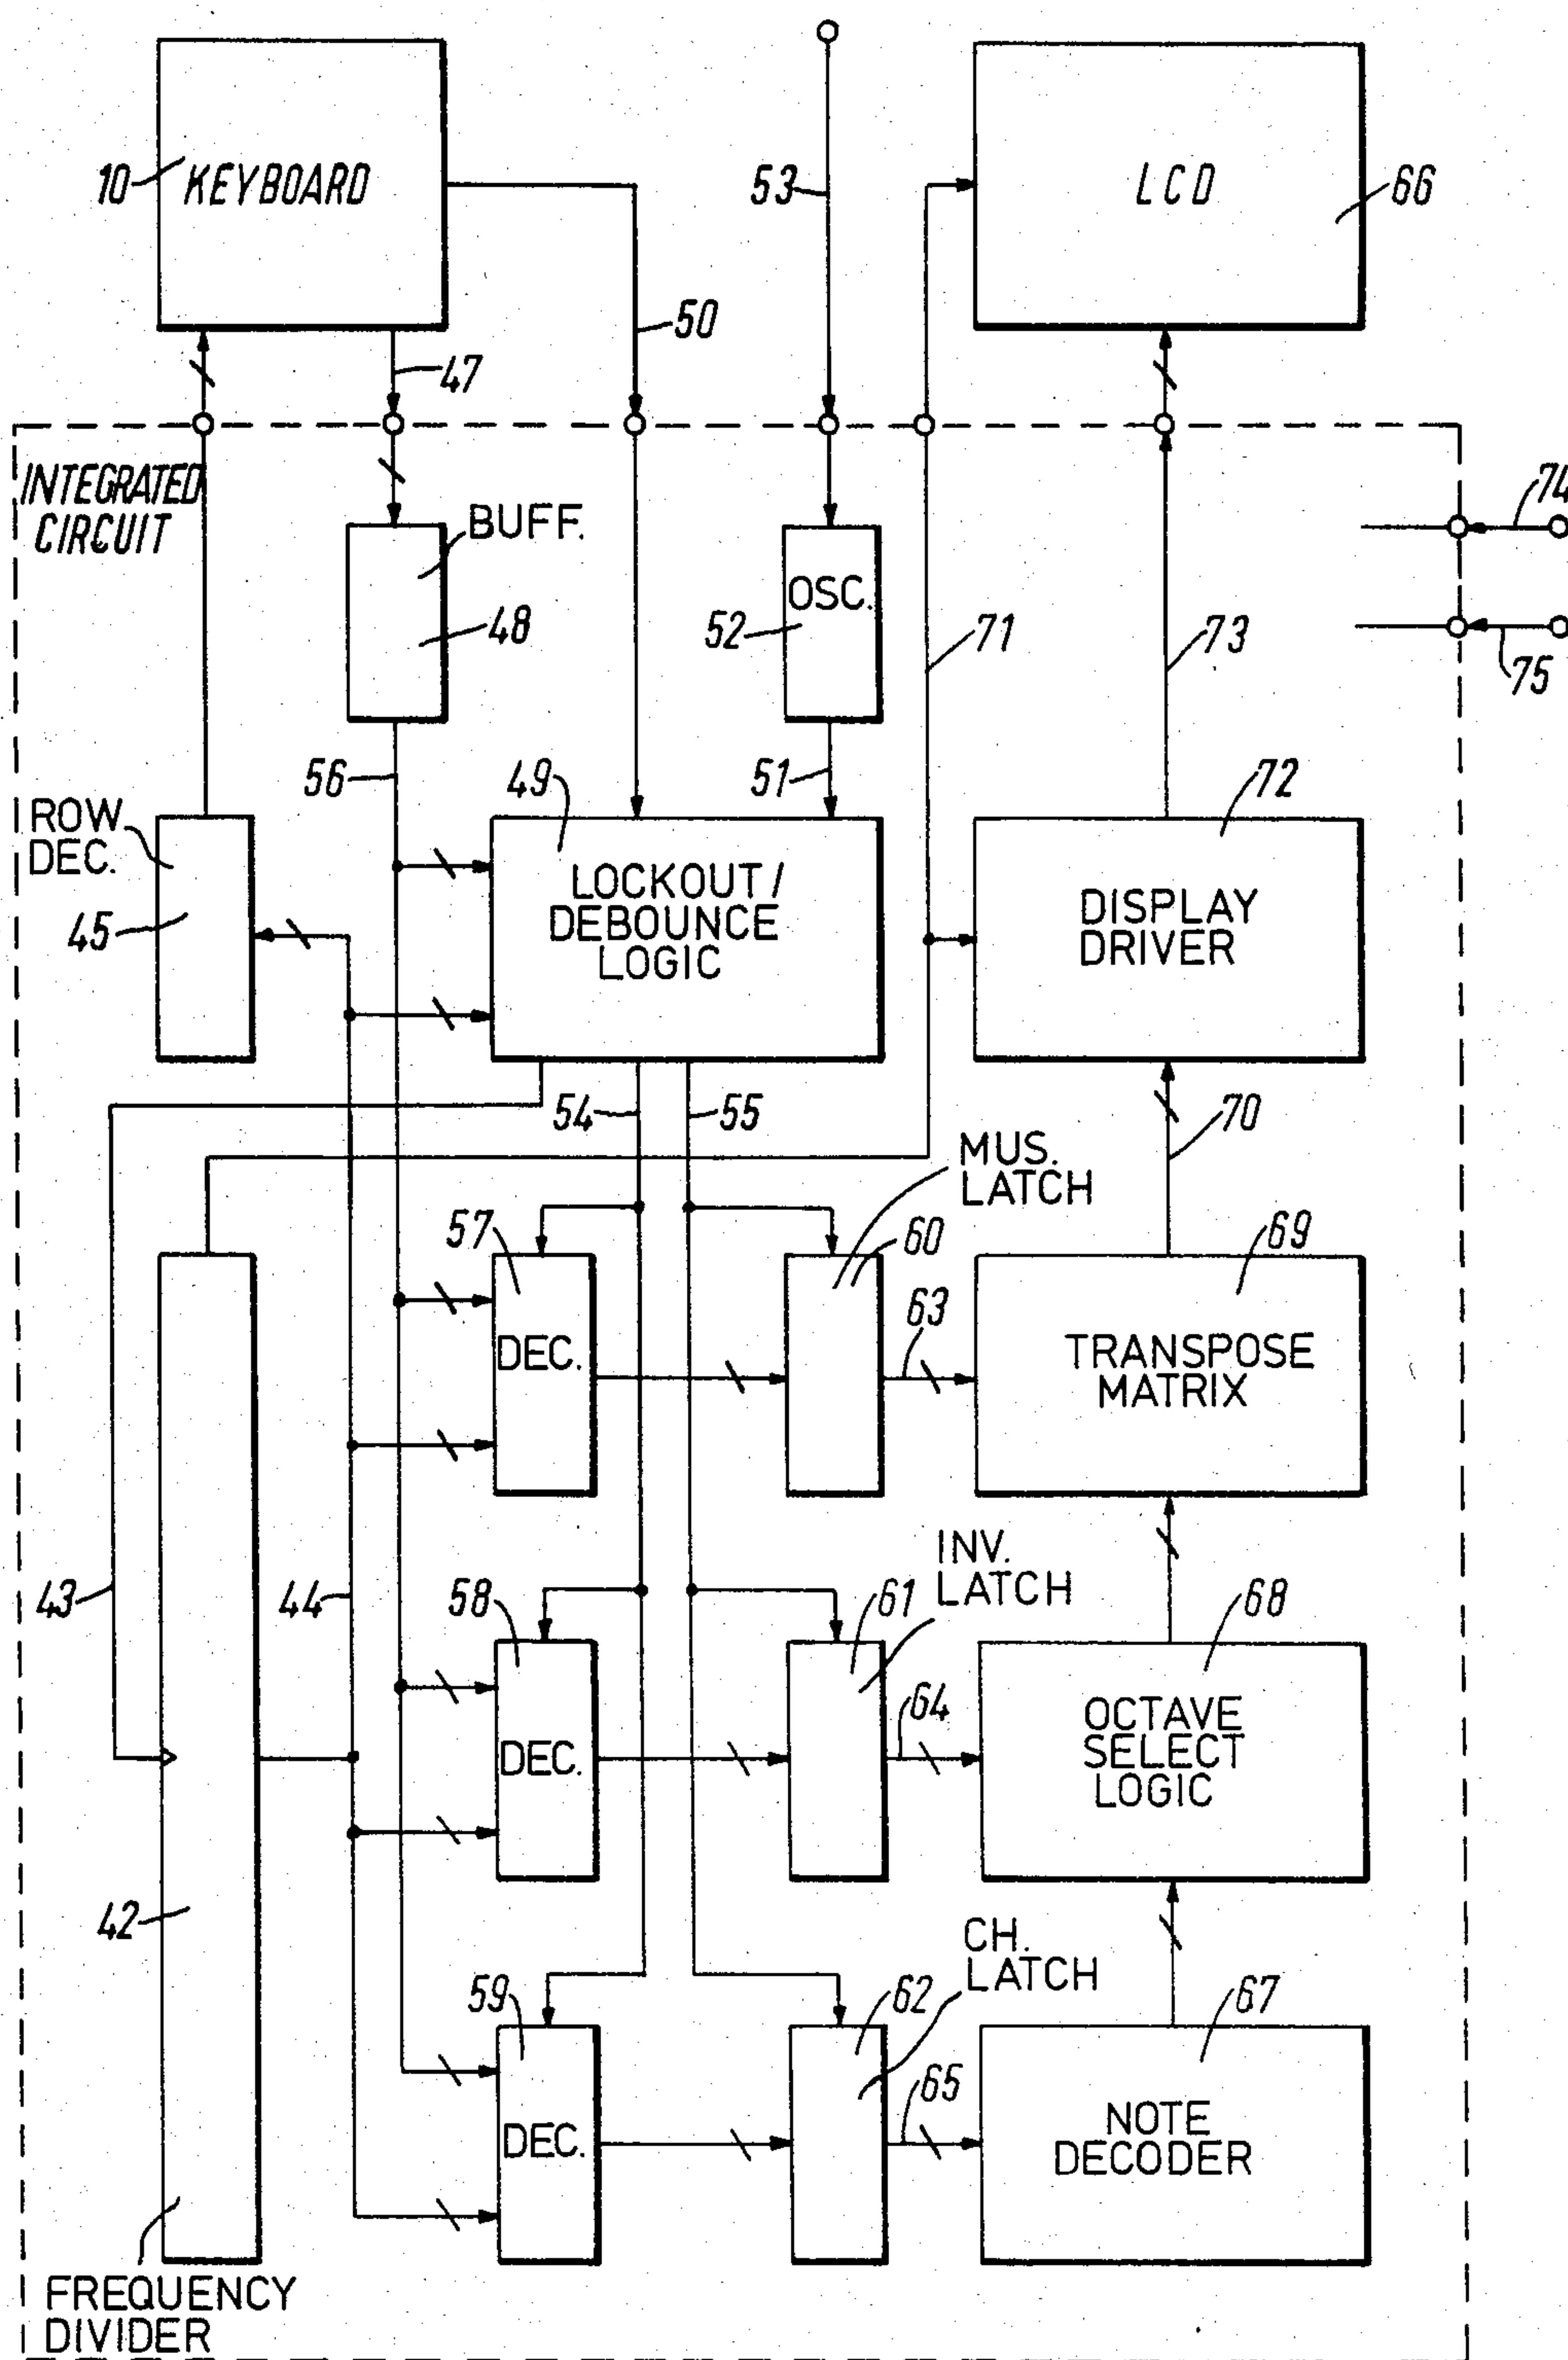 10
KEYBOARD
53
LCD
66
50
47
INTEGRATED
CIRCUIT
BUFF.
74
48
OSC.
52
71
73
75
56
49
51
72
ROW
DEC.
45
LOCKOUT/
DEBOUNCE
LOGIC
DISPLAY
DRIVER
54
55
70
MUS.
LATCH
57
60
69
63
DEC.
TRANSPOSE
MATRIX
INV.
LATCH
43
44
58
61
68
64
DEC.
OCTAVE
SELECT
LOGIC
42
CH.
LATCH
59
62
67
65
DEC.
NOTE
DECODER
FREQUENCY
DIVIDER